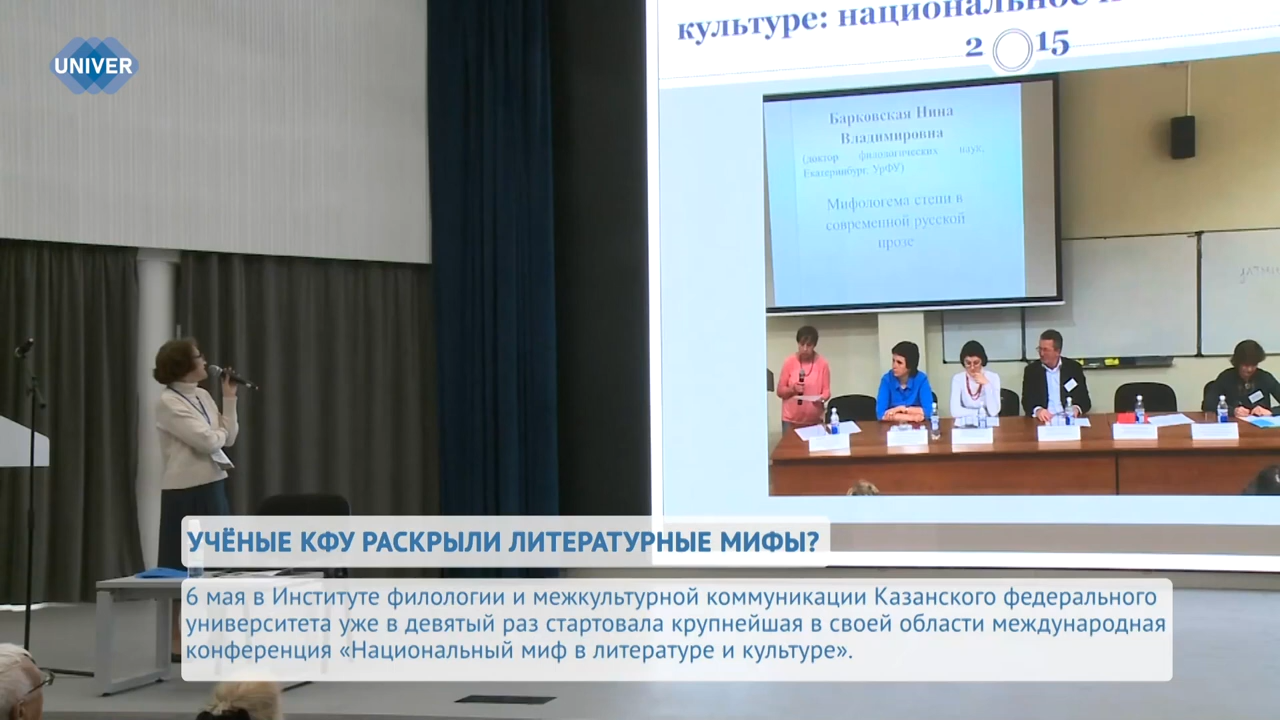 UNIVER
культуре: национальное
2 15
Барковская Нина
Владимировна
(доктор филологических наук,
Екатеринбург, УрФУ)
Мифологема степи в
современной русской
прозе
УЧЁНЫЕ КФУ РАСКРЫЛИ ЛИТЕРАТУРНЫЕ МИФЫ?
6 мая в Институте филологии и межкультурной коммуникации Казанского федерального
университета уже в девятый раз стартовала крупнейшая в своей области международная
конференция «Национальный миф в литературе и культуре».